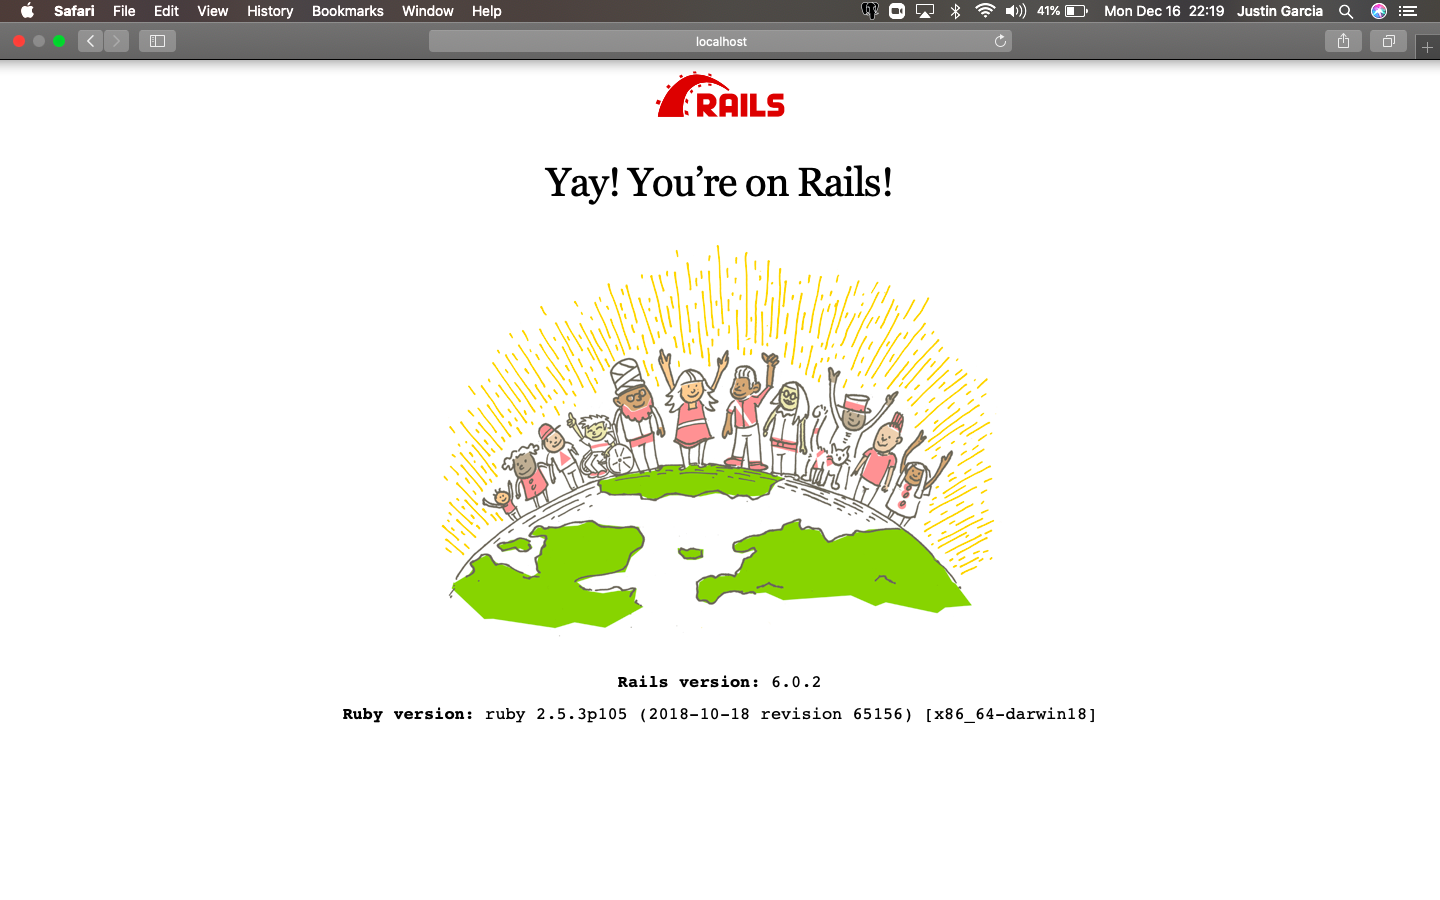 Safari File Edit View History Bookmarks Window Help 41% Mon Dec 16 22:19 Justin Garcia
localhost
RAILS
Yay! You’re on Rails!
Rails version: 6.0.2
Ruby version: ruby 2.5.3p105 (2018-10-18 revision 65156) [x86_64-darwin18]